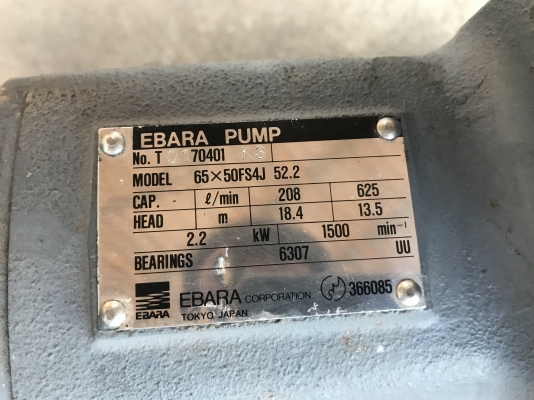 EBARA PUMP
No. T 70401
MODEL 65×50FS4J 52.2
CAP. ℓ/min 208 625
HEAD m 18.4 13.5
2.2 kW 1500 min⁻¹
BEARINGS 6307 UU
EBARA
EBARA CORPORATION 366085
TOKYO JAPAN